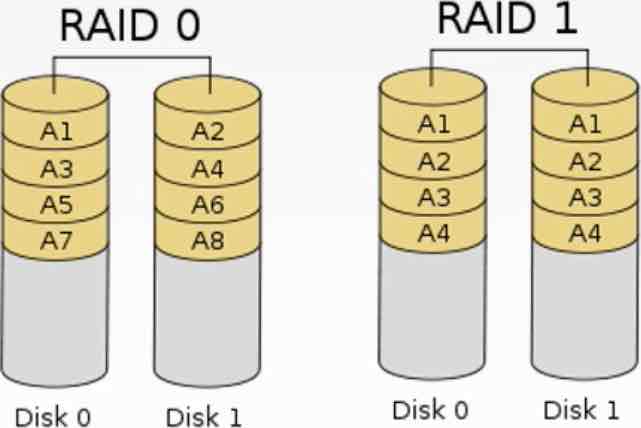 RAID 0
A1
A3
A5
A7
Disk 0
A2
A4
A6
A8
Disk 1
RAID 1
A1
A2
A3
A4
Disk 0
A1
A2
A3
A4
Disk 1